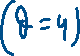 (θ = 4)